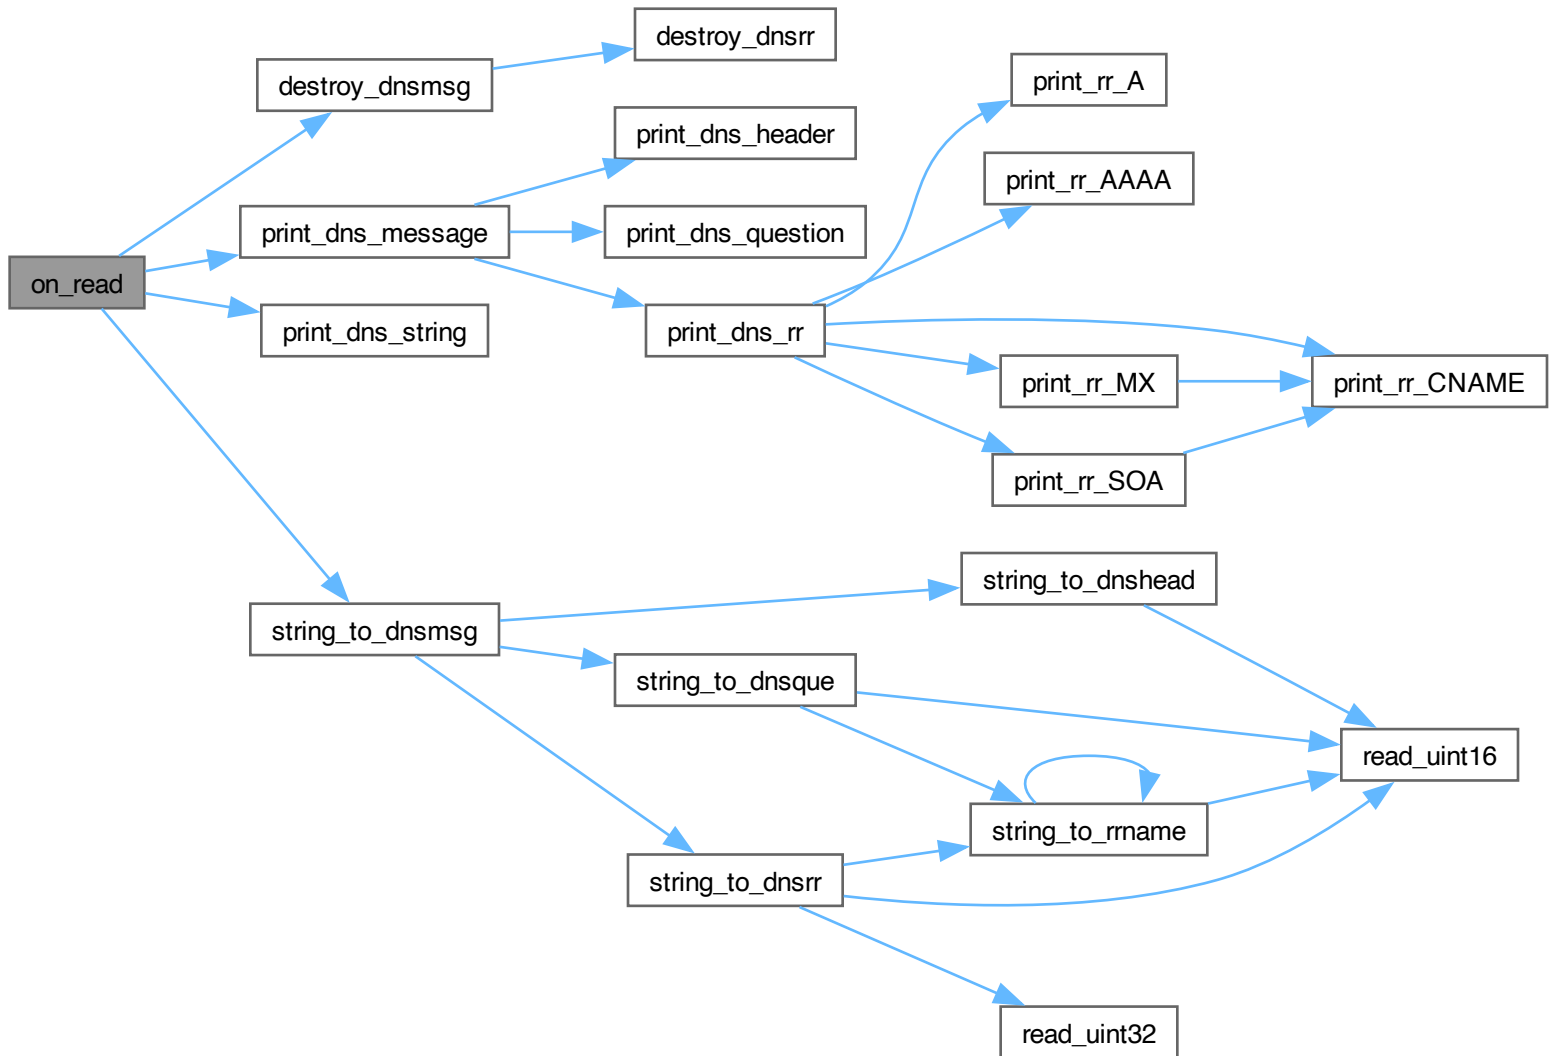 destroy_dnsrr
destroy_dnsmsg
print_rr_A
print_dns_header
print_rr_AAAA
print_dns_message
print_dns_question
on_read
print_dns_string
print_dns_rr
print_rr_MX
print_rr_CNAME
print_rr_SOA
string_to_dnshead
string_to_dnsmsg
string_to_dnsque
read_uint16
string_to_rrname
string_to_dnsrr
read_uint32